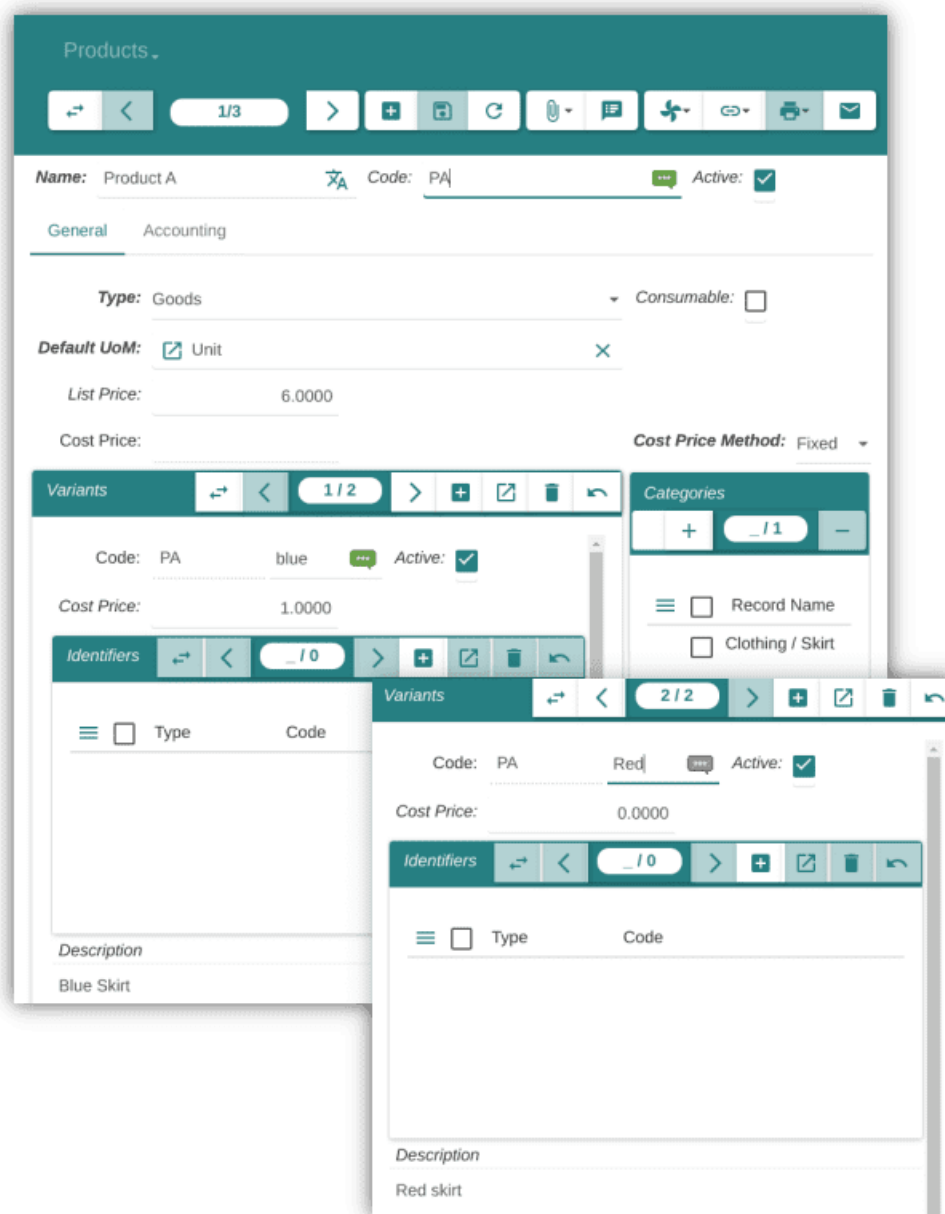 Products
1/3
Name: Product A Code: PA Active:
General Accounting
Type: Goods Consumable:
Default UoM: Unit
List Price: 6.0000
Cost Price: Cost Price Method: Fixed
Variants 1 / 2
Categories
_ / 1
Code: PA blue Active:
Cost Price: 1.0000
Record Name
Clothing / Skirt
Identifiers _ / 0
Type Code
Description
Blue Skirt
Variants 2 / 2
Code: PA Red Active:
Cost Price: 0.0000
Identifiers _ / 0
Type Code
Description
Red skirt